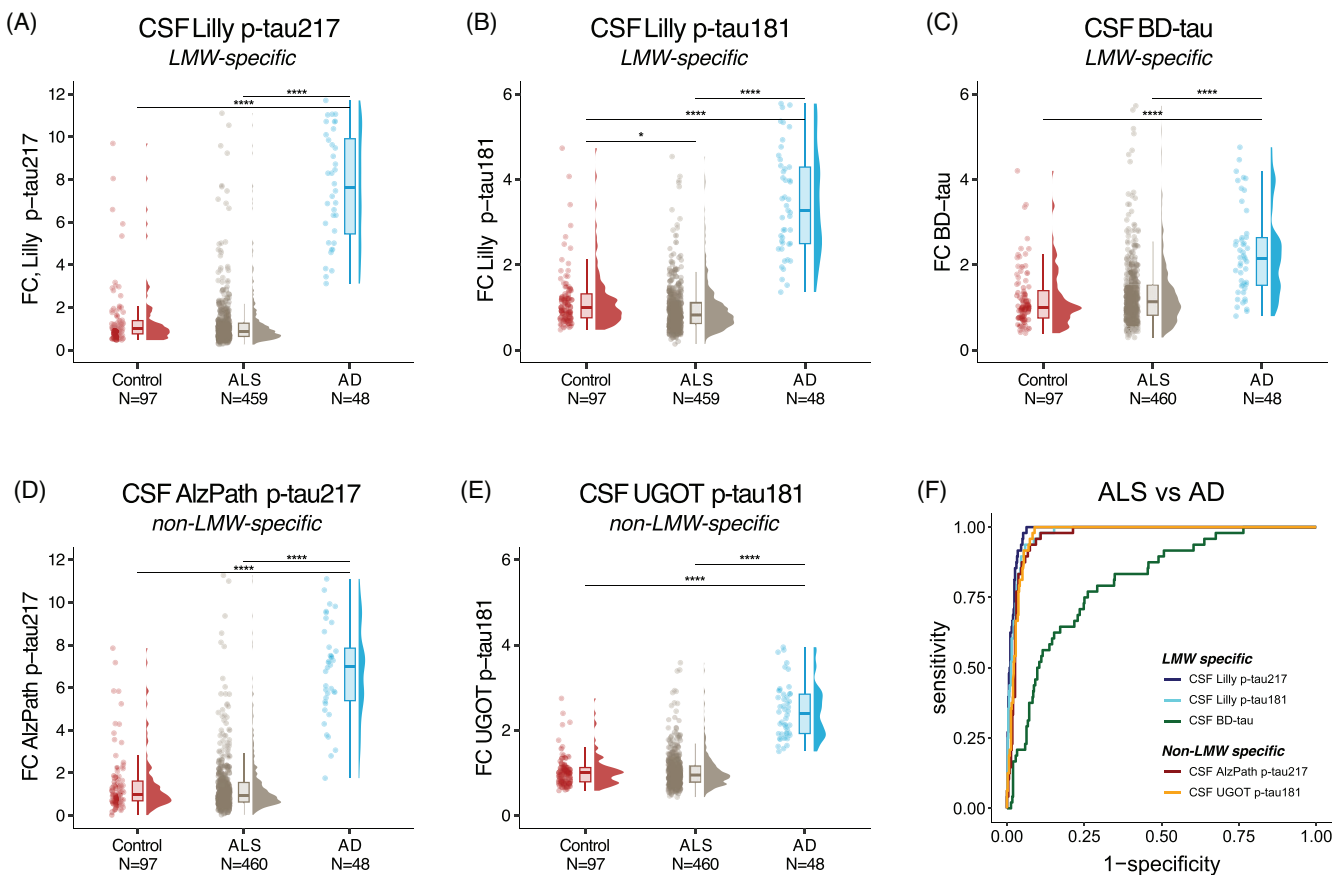 (A)
CSF Lilly p-tau217
LMW-specific
FC, Lilly p-tau217
12
10
8
6
4
2
0
****
****
Control
N=97
ALS
N=459
AD
N=48
(B)
CSF Lilly p-tau181
LMW-specific
FC Lilly p-tau181
6
4
2
0
****
****
*
Control
N=97
ALS
N=459
AD
N=48
(C)
CSF BD-tau
LMW-specific
FC BD-tau
6
4
2
0
****
****
Control
N=97
ALS
N=460
AD
N=48
(D)
CSF AlzPath p-tau217
non-LMW-specific
FC AlzPath p-tau217
12
10
8
6
4
2
0
****
****
Control
N=97
ALS
N=460
AD
N=48
(E)
CSF UGOT p-tau181
non-LMW-specific
FC UGOT p-tau181
6
4
2
0
****
****
Control
N=97
ALS
N=460
AD
N=48
(F)
ALS vs AD
sensitivity
1.00
0.75
0.50
0.25
0.00
LMW specific
CSF Lilly p-tau217
CSF Lilly p-tau181
CSF BD-tau
Non-LMW specific
CSF AlzPath p-tau217
CSF UGOT p-tau181
0.00
0.25
0.50
0.75
1.00
1−specificity